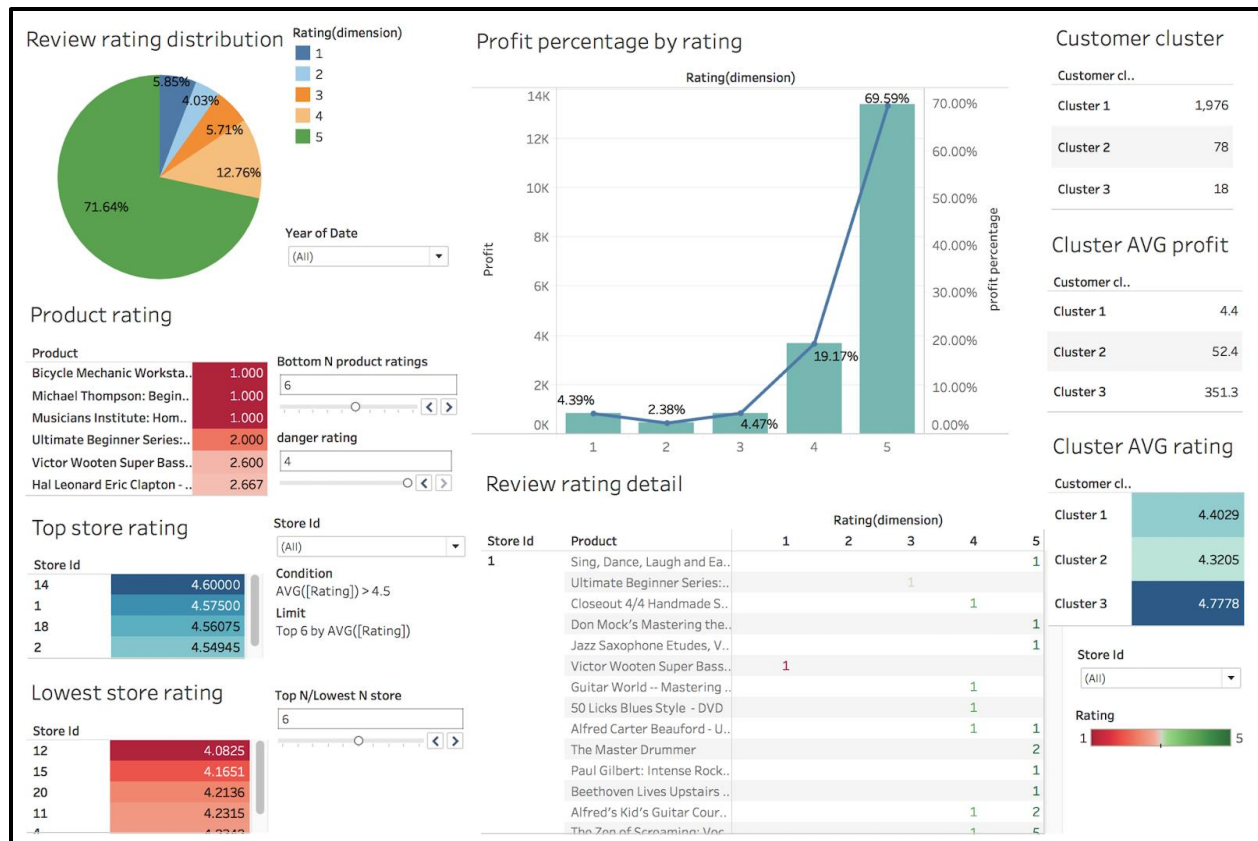 Review rating distribution
Rating(dimension)
1
2
3
4
5
5.85%
4.03%
5.71%
12.76%
71.64%
Year of Date
(All)
Product rating
Product
Bicycle Mechanic Worksta.. 1.000
Michael Thompson: Begin.. 1.000
Musicians Institute: Hom.. 1.000
Ultimate Beginner Series:.. 2.000
Victor Wooten Super Bass.. 2.600
Hal Leonard Eric Clapton - .. 2.667
Bottom N product ratings
6
danger rating
4
Top store rating
Store Id
14 4.60000
1 4.57500
18 4.56075
2 4.54945
Store Id
(All)
Condition
AVG([Rating]) > 4.5
Limit
Top 6 by AVG([Rating])
Lowest store rating
Store Id
12 4.0825
15 4.1651
20 4.2136
11 4.2315
Top N/Lowest N store
6
Profit percentage by rating
Rating(dimension)
14K
12K
10K
8K
6K
4K
2K
0K
Profit
4.39%
2.38%
4.47%
19.17%
69.59%
70.00%
60.00%
50.00%
40.00%
30.00%
20.00%
10.00%
0.00%
profit percentage
1 2 3 4 5
Review rating detail
Rating(dimension)
Store Id Product 1 2 3 4 5
1 Sing, Dance, Laugh and Ea.. 1
Ultimate Beginner Series:.. 1
Closeout 4/4 Handmade S.. 1
Don Mock's Mastering the.. 1
Jazz Saxophone Etudes, V.. 1
Victor Wooten Super Bass.. 1
Guitar World -- Mastering .. 1
50 Licks Blues Style - DVD 1
Alfred Carter Beauford - U.. 1 1
The Master Drummer 2
Paul Gilbert: Intense Rock.. 1
Beethoven Lives Upstairs .. 1
Alfred's Kid's Guitar Cour.. 1 2
The Zen of Screaming: Voc.. 1 5
Customer cluster
Customer cl..
Cluster 1 1,976
Cluster 2 78
Cluster 3 18
Cluster AVG profit
Customer cl..
Cluster 1 4.4
Cluster 2 52.4
Cluster 3 351.3
Cluster AVG rating
Customer cl..
Cluster 1 4.4029
Cluster 2 4.3205
Cluster 3 4.7778
Store Id
(All)
Rating
1 5